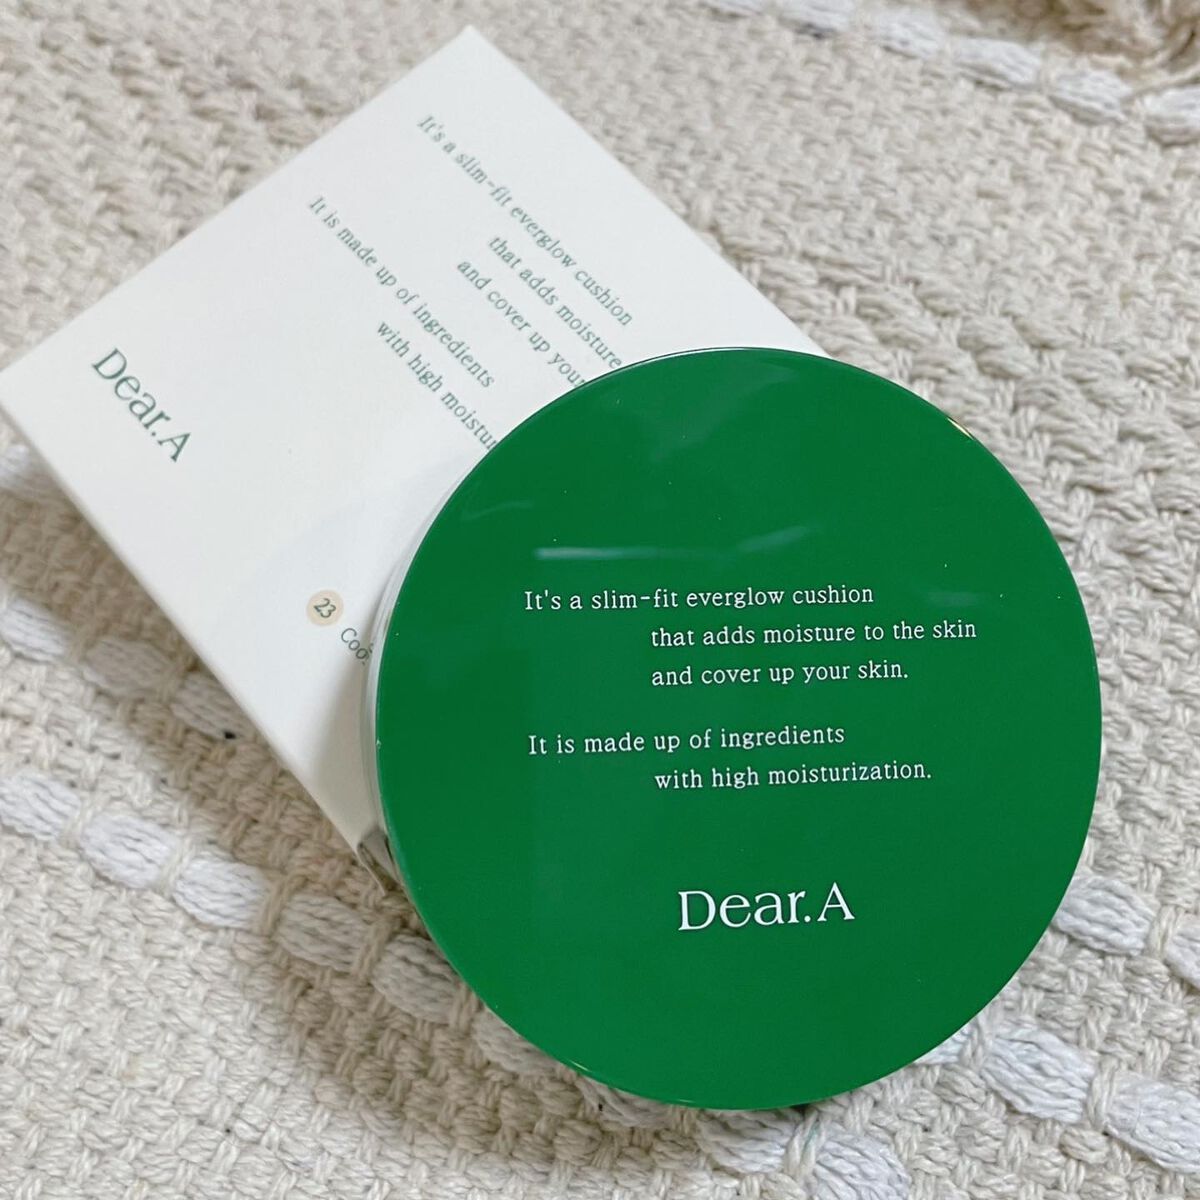 It's a slim-fit everglow cushion
that adds moisture
and cover up your
It is made up of ingredients
with high
Dear.A
23
It's a slim-fit everglow cushion
that adds moisture to the skin
and cover up your skin.
It is made up of ingredients
with high moisturization.
Dear.A